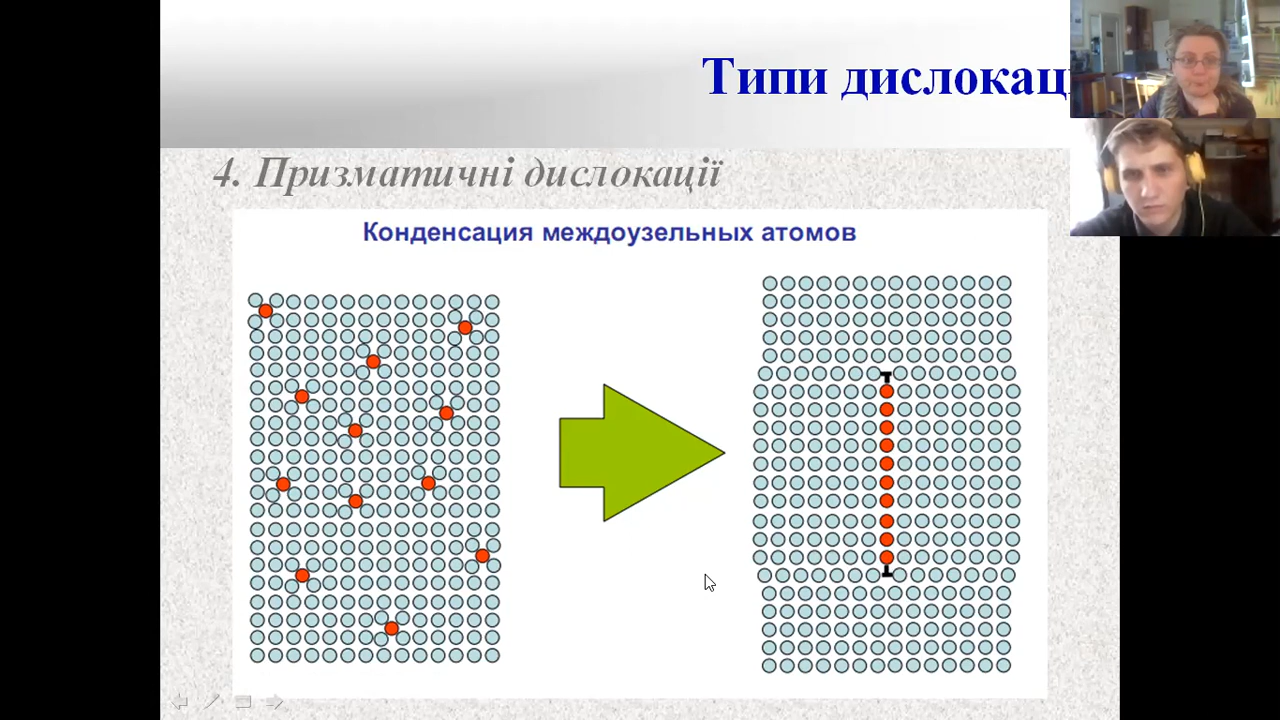 Типи дислокац
4. Призматичні дислокації
Конденсация междоузельных атомов